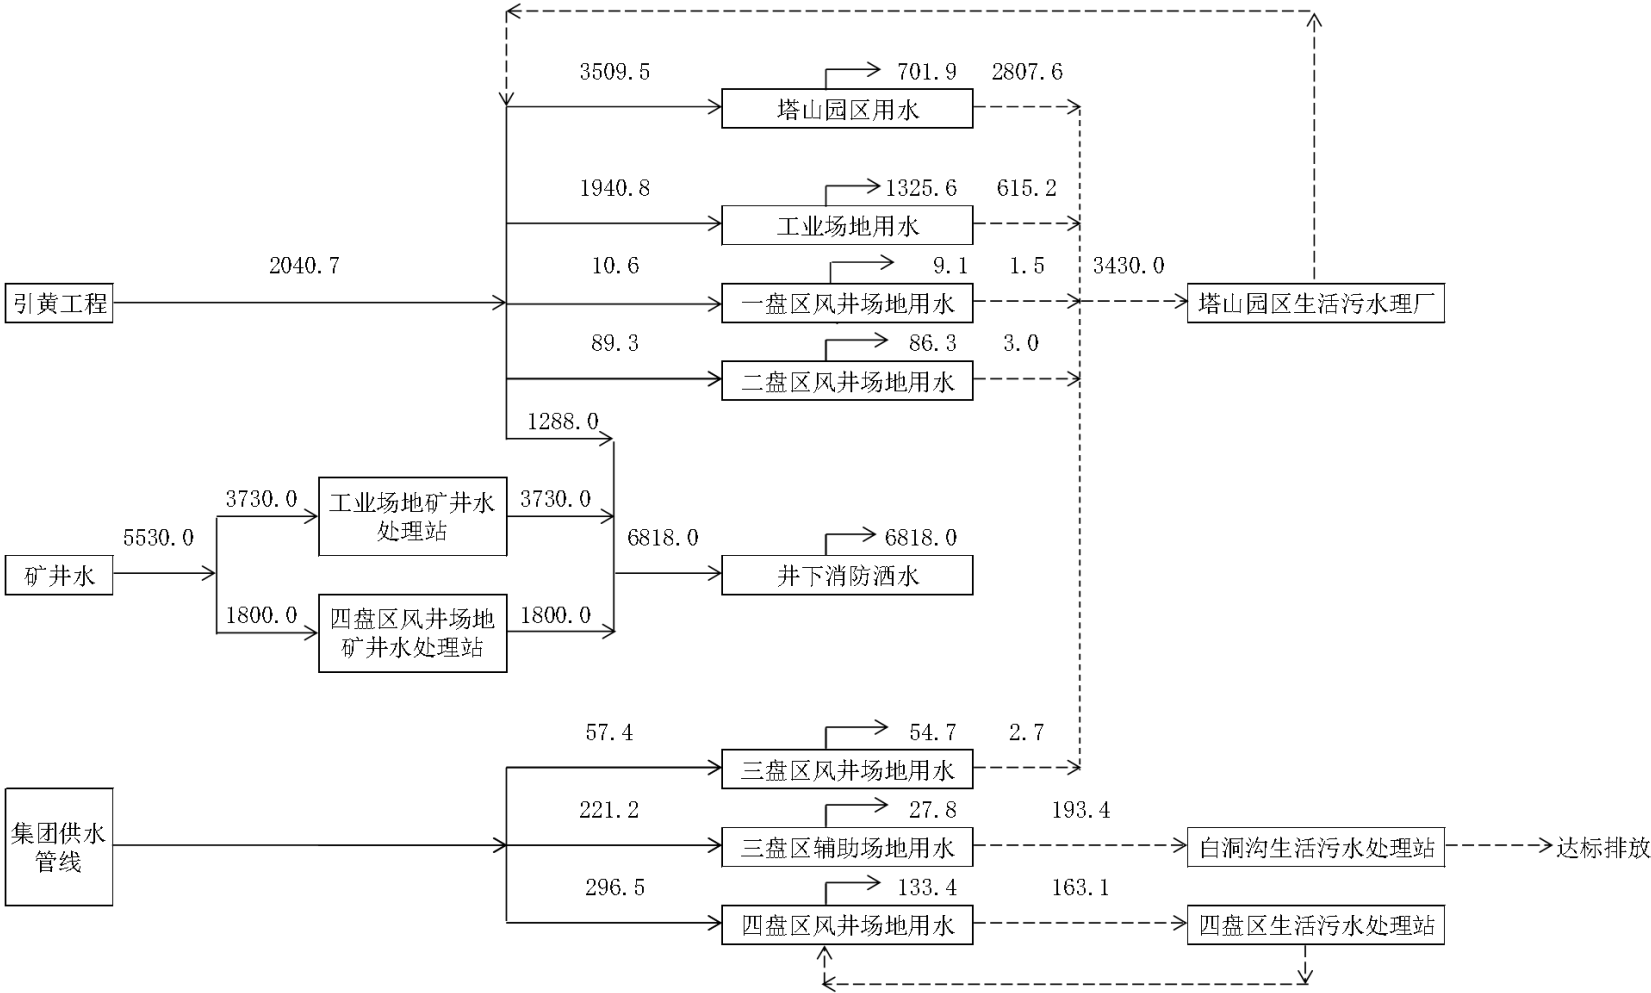 3509.5
701.9
2807.6
塔山园区用水
1940.8
1325.6
615.2
工业场地用水
2040.7
10.6
9.1
1.5
3430.0
引黄工程
一盘区风井场地用水
塔山园区生活污水理厂
89.3
86.3
3.0
二盘区风井场地用水
1288.0
3730.0
工业场地矿井水
处理站
3730.0
5530.0
6818.0
6818.0
矿井水
井下消防洒水
1800.0
四盘区风井场地
矿井水处理站
1800.0
57.4
54.7
2.7
三盘区风井场地用水
221.2
27.8
193.4
集团供水
管线
三盘区辅助场地用水
白洞沟生活污水处理站
达标排放
296.5
133.4
163.1
四盘区风井场地用水
四盘区生活污水处理站